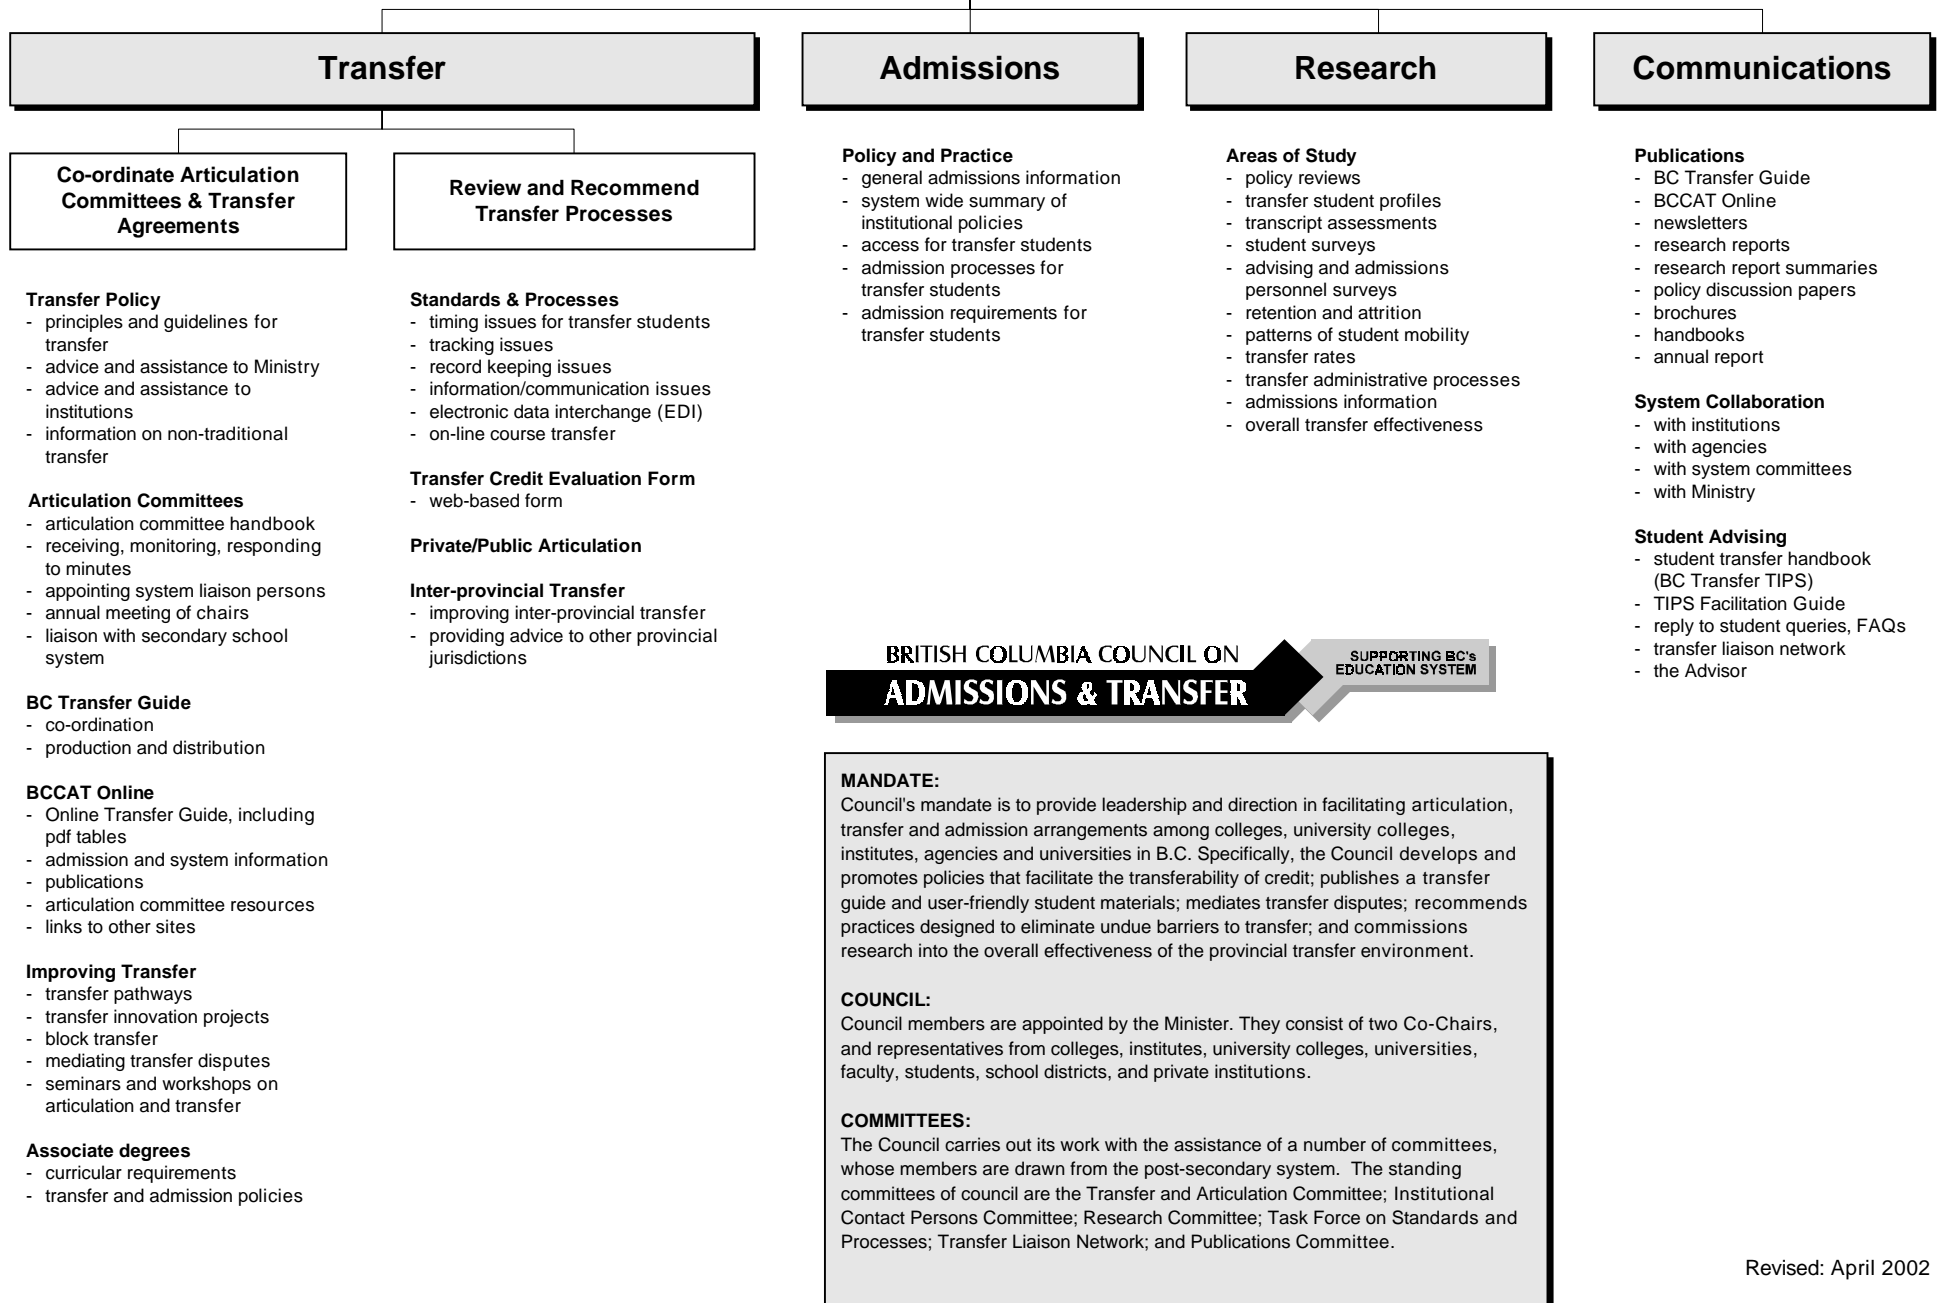 Transfer
Admissions
Research
Communications
Co-ordinate Articulation
Committees & Transfer
Agreements
Review and Recommend
Transfer Processes
Transfer Policy
- principles and guidelines for
transfer
- advice and assistance to Ministry
- advice and assistance to
institutions
- information on non-traditional
transfer
Articulation Committees
- articulation committee handbook
- receiving, monitoring, responding
to minutes
- appointing system liaison persons
- annual meeting of chairs
- liaison with secondary school
system
BC Transfer Guide
- co-ordination
- production and distribution
BCCAT Online
- Online Transfer Guide, including
pdf tables
- admission and system information
- publications
- articulation committee resources
- links to other sites
Improving Transfer
- transfer pathways
- transfer innovation projects
- block transfer
- mediating transfer disputes
- seminars and workshops on
articulation and transfer
Associate degrees
- curricular requirements
- transfer and admission policies
Standards & Processes
- timing issues for transfer students
- tracking issues
- record keeping issues
- information/communication issues
- electronic data interchange (EDI)
- on-line course transfer
Transfer Credit Evaluation Form
- web-based form
Private/Public Articulation
Inter-provincial Transfer
- improving inter-provincial transfer
- providing advice to other provincial
jurisdictions
Policy and Practice
- general admissions information
- system wide summary of
institutional policies
- access for transfer students
- admission processes for
transfer students
- admission requirements for
transfer students
Areas of Study
- policy reviews
- transfer student profiles
- transcript assessments
- student surveys
- advising and admissions
personnel surveys
- retention and attrition
- patterns of student mobility
- transfer rates
- transfer administrative processes
- admissions information
- overall transfer effectiveness
Publications
- BC Transfer Guide
- BCCAT Online
- newsletters
- research reports
- research report summaries
- policy discussion papers
- brochures
- handbooks
- annual report
System Collaboration
- with institutions
- with agencies
- with system committees
- with Ministry
Student Advising
- student transfer handbook
(BC Transfer TIPS)
- TIPS Facilitation Guide
- reply to student queries, FAQs
- transfer liaison network
- the Advisor
BRITISH COLUMBIA COUNCIL ON
ADMISSIONS & TRANSFER
SUPPORTING BC's
EDUCATION SYSTEM
MANDATE:
Council's mandate is to provide leadership and direction in facilitating articulation,
transfer and admission arrangements among colleges, university colleges,
institutes, agencies and universities in B.C. Specifically, the Council develops and
promotes policies that facilitate the transferability of credit; publishes a transfer
guide and user-friendly student materials; mediates transfer disputes; recommends
practices designed to eliminate undue barriers to transfer; and commissions
research into the overall effectiveness of the provincial transfer environment.
COUNCIL:
Council members are appointed by the Minister. They consist of two Co-Chairs,
and representatives from colleges, institutes, university colleges, universities,
faculty, students, school districts, and private institutions.
COMMITTEES:
The Council carries out its work with the assistance of a number of committees,
whose members are drawn from the post-secondary system. The standing
committees of council are the Transfer and Articulation Committee; Institutional
Contact Persons Committee; Research Committee; Task Force on Standards and
Processes; Transfer Liaison Network; and Publications Committee.
Revised: April 2002